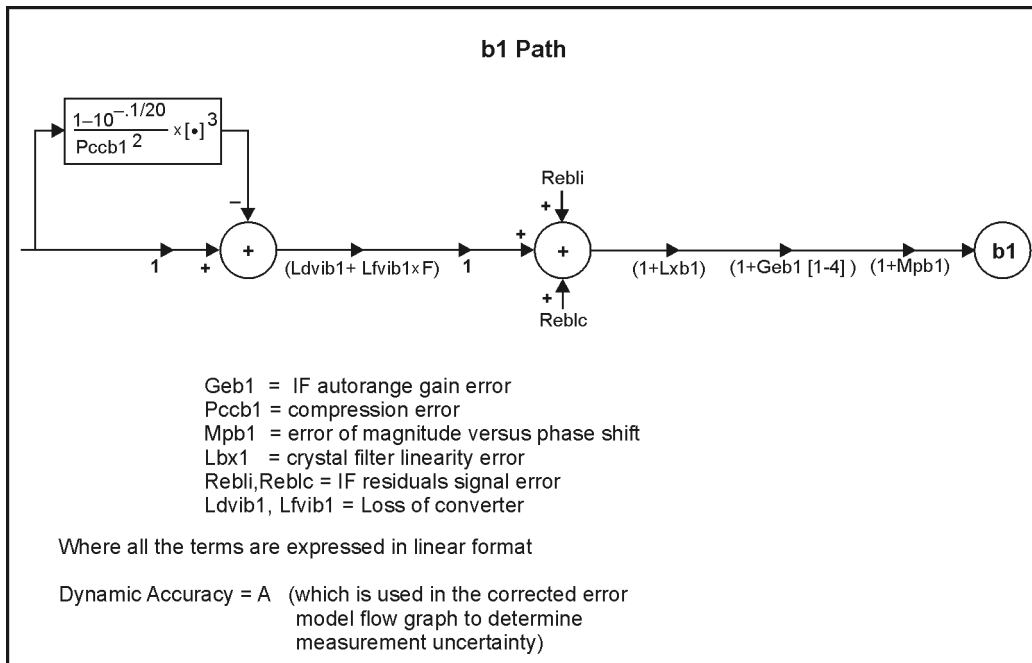 b1 Path
1–10^–.1/20
Pccb1^2
×[•]^3
–
Rebli
+
+ + + b1
1 + (Ldvib1+ Lfvib1×F) 1 (1+Lxb1) (1+Geb1 [1-4] ) (1+Mpb1)
+
Reblc
Geb1 = IF autorange gain error
Pccb1 = compression error
Mpb1 = error of magnitude versus phase shift
Lbx1 = crystal filter linearity error
Rebli,Reblc = IF residuals signal error
Ldvib1, Lfvib1 = Loss of converter
Where all the terms are expressed in linear format
Dynamic Accuracy = A (which is used in the corrected error
model flow graph to determine
measurement uncertainty)